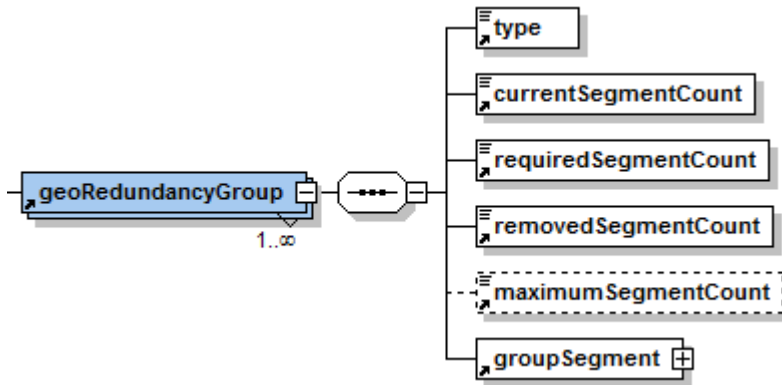 type
currentSegmentCount
requiredSegmentCount
geoRedundancyGroup
1..∞
removedSegmentCount
maximumSegmentCount
groupSegment